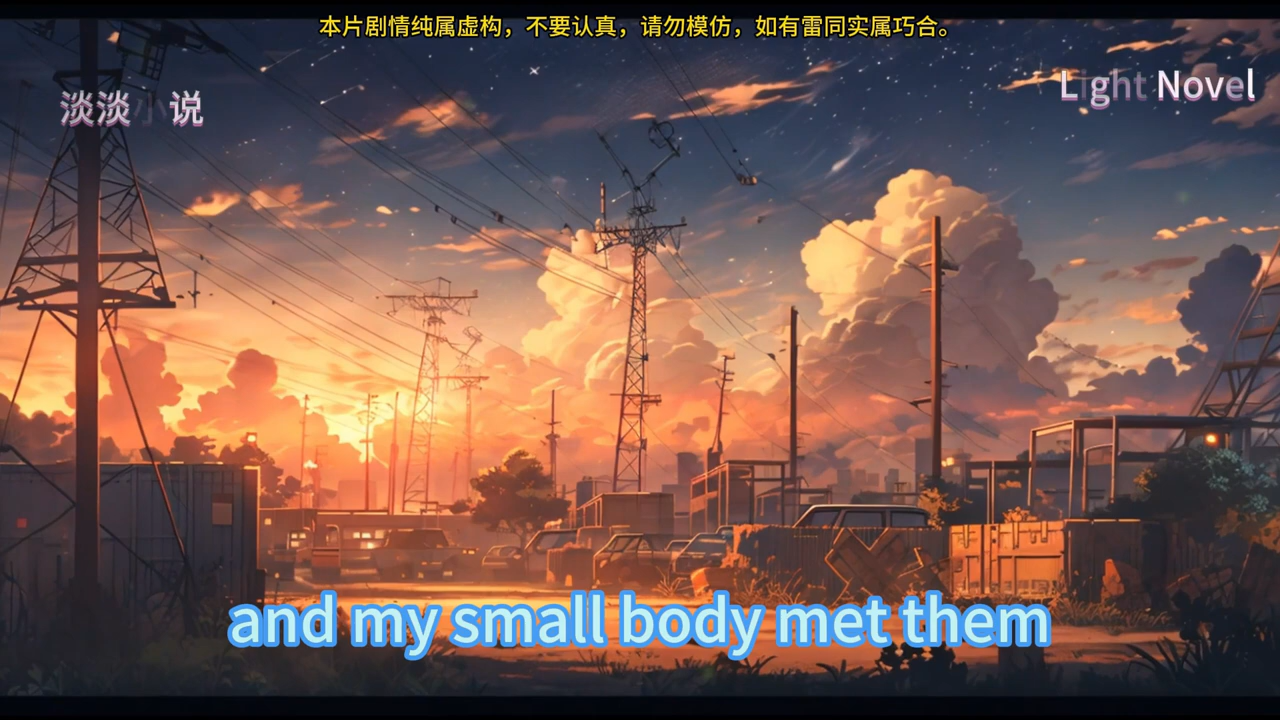 本片剧情纯属虚构，不要认真，请勿模仿，如有雷同实属巧合。
淡淡小说
Light Novel
and my small body met them